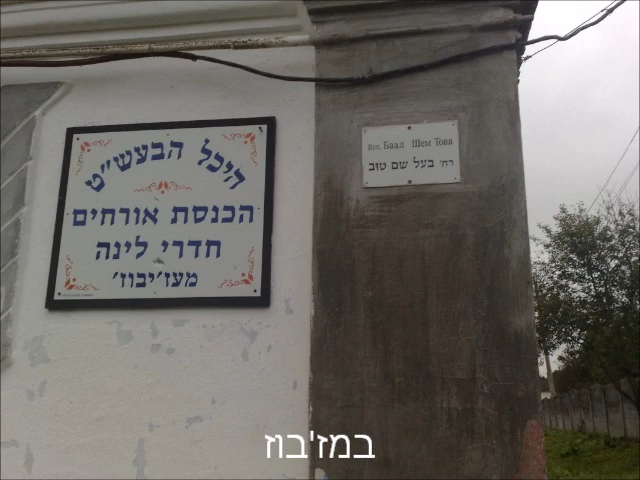 היכל הבעש"ט
הכנסת אורחים
חדרי לינה
מעז'יבוז'
Вул. Баал Шем Това
רח' בעל שם טוב
במז'בוז